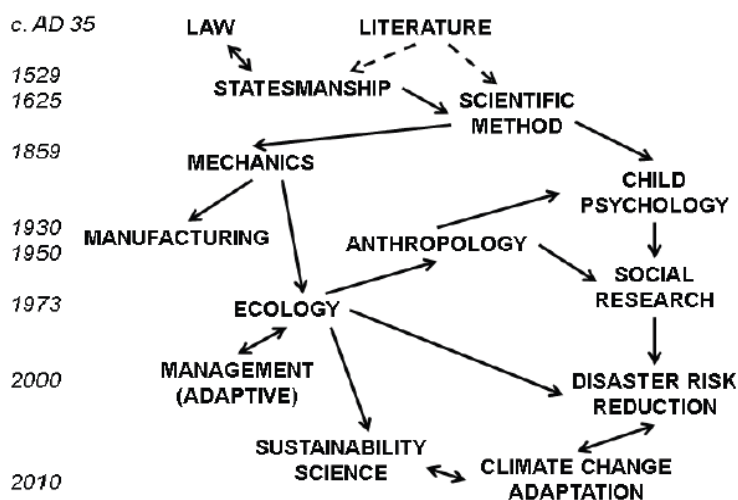 c. AD 35 LAW LITERATURE
1529 STATESMANSHIP
1625 SCIENTIFIC
METHOD
1859 MECHANICS
CHILD
PSYCHOLOGY
1930 MANUFACTURING ANTHROPOLOGY
1950
SOCIAL
RESEARCH
1973 ECOLOGY
MANAGEMENT
(ADAPTIVE)
2000 DISASTER RISK
REDUCTION
SUSTAINABILITY
SCIENCE
2010 CLIMATE CHANGE
ADAPTATION